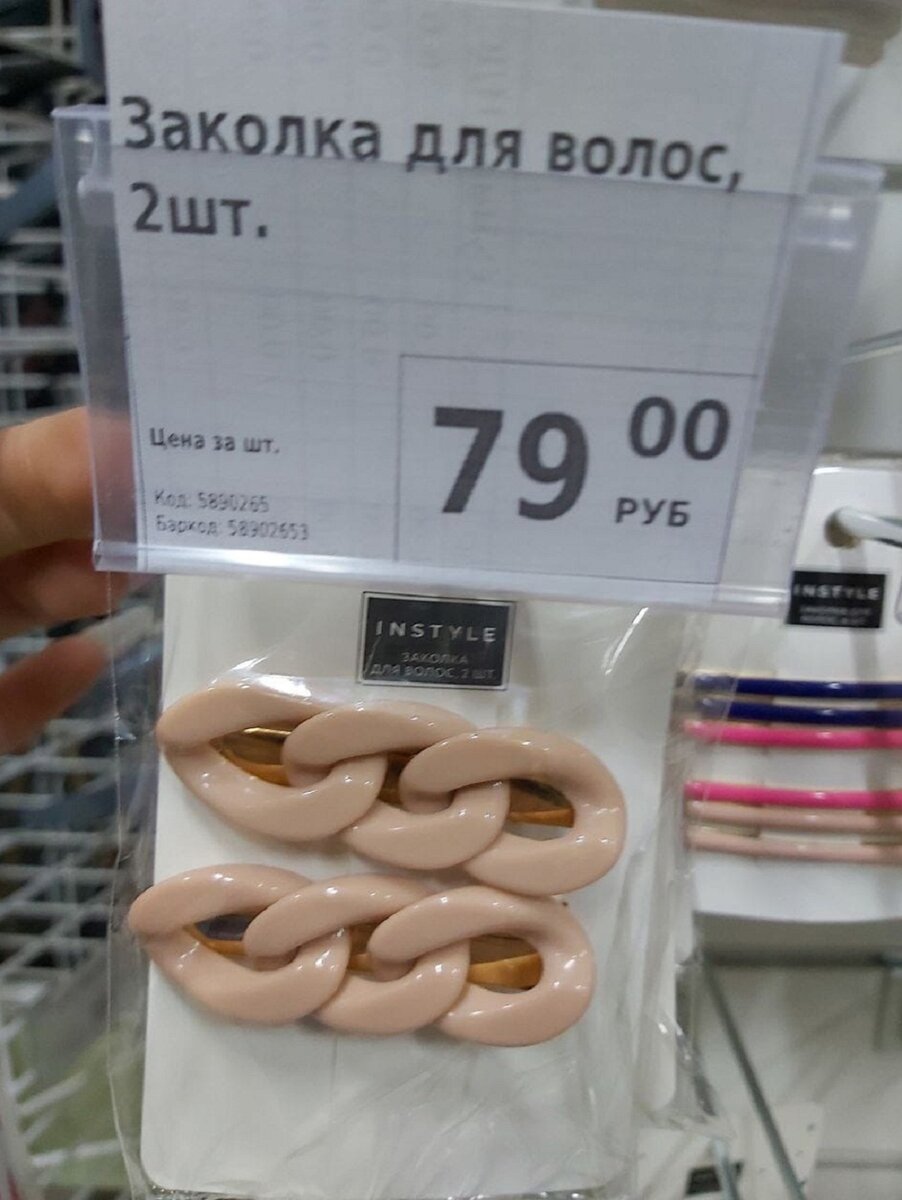 Заколка для волос,
2шт.
Цена за шт.
79 00
РУБ
Код: 5890265
Баркод: 58902653
INSTYLE
ЗАКОЛКА
ДЛЯ ВОЛОС, 2 ШТ.
INSTYLE